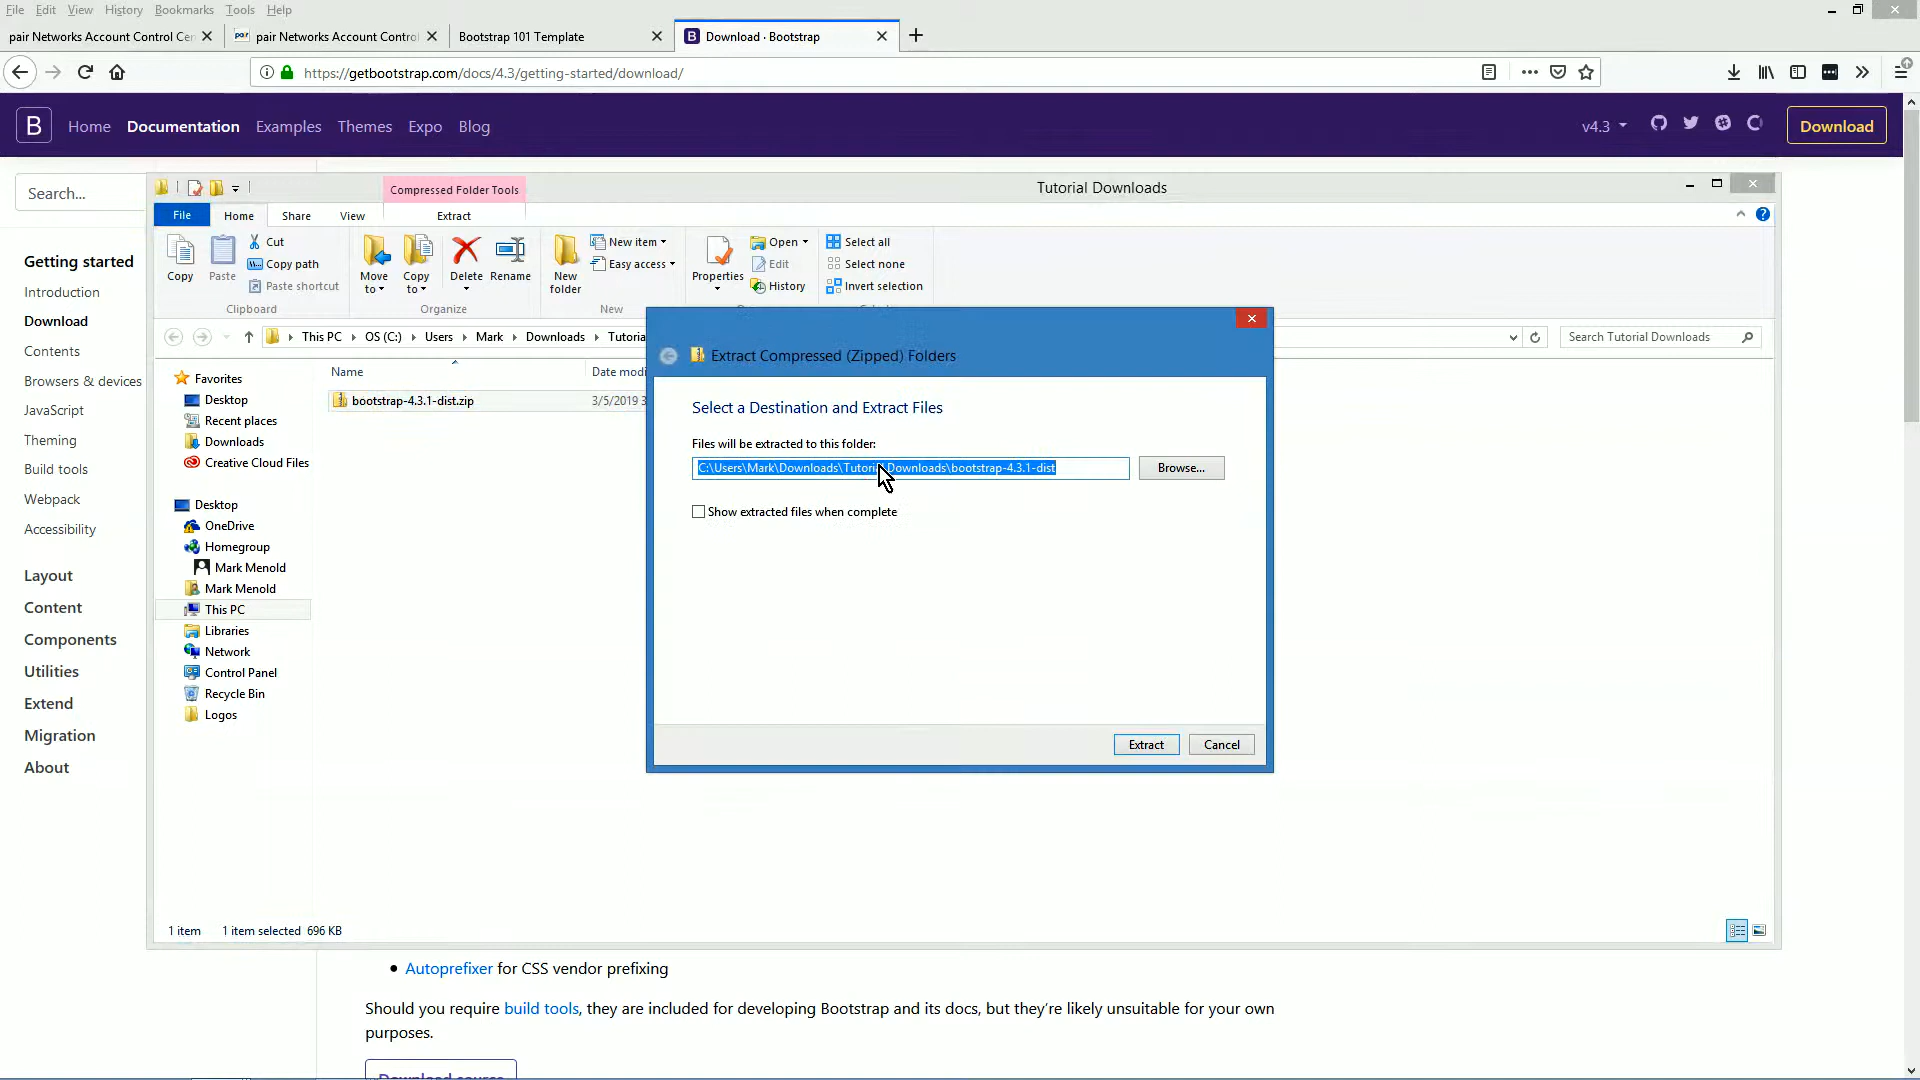 File Edit View History Bookmarks Tools Help
pair Networks Account Control Cen
pair pair Networks Account Control
Bootstrap 101 Template
B Download · Bootstrap
https://getbootstrap.com/docs/4.3/getting-started/download/
B Home Documentation Examples Themes Expo Blog v4.3 Download
Search...
Getting started
Introduction
Download
Contents
Browsers & devices
JavaScript
Theming
Build tools
Webpack
Accessibility
Layout
Content
Components
Utilities
Extend
Migration
About
Compressed Folder Tools
Tutorial Downloads
File Home Share View Extract
Copy
Paste
Cut
Copy path
Paste shortcut
Clipboard
Move to
Copy to
Delete
Rename
Organize
New folder
New item
Easy access
New
Properties
Open
Edit
History
Select all
Select none
Invert selection
This PC OS (C:) Users Mark Downloads Tutoria
Search Tutorial Downloads
Favorites
Desktop
Recent places
Downloads
Creative Cloud Files
Desktop
OneDrive
Homegroup
Mark Menold
Mark Menold
This PC
Libraries
Network
Control Panel
Recycle Bin
Logos
Name Date modi
bootstrap-4.3.1-dist.zip 3/5/2019 3
Extract Compressed (Zipped) Folders
Select a Destination and Extract Files
Files will be extracted to this folder:
C:\Users\Mark\Downloads\Tutorial Downloads\bootstrap-4.3.1-dist
Browse...
Show extracted files when complete
Extract Cancel
1 item 1 item selected 696 KB
Autoprefixer for CSS vendor prefixing
Should you require build tools, they are included for developing Bootstrap and its docs, but they're likely unsuitable for your own
purposes.
Download source